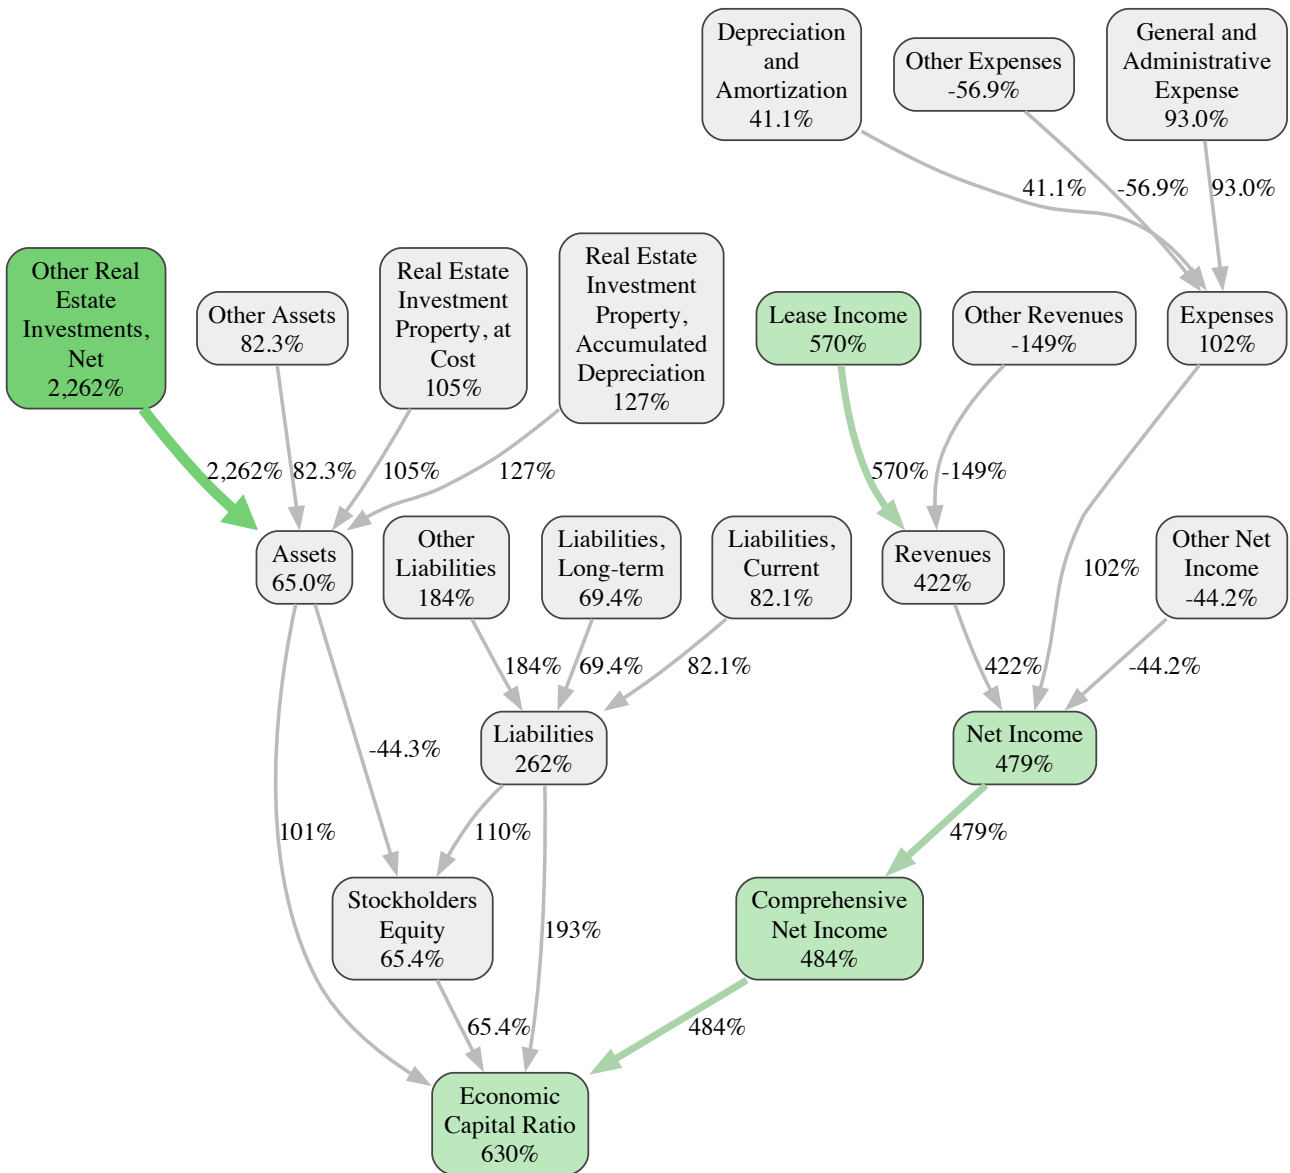 Depreciation
and
Amortization
41.1%
Other Expenses
-56.9%
General and
Administrative
Expense
93.0%
41.1%
-56.9%
93.0%
Other Real
Estate
Investments,
Net
2,262%
Other Assets
82.3%
Real Estate
Investment
Property, at
Cost
105%
Real Estate
Investment
Property,
Accumulated
Depreciation
127%
Lease Income
570%
Other Revenues
-149%
Expenses
102%
2,262%
82.3%
105%
127%
570%
-149%
102%
Assets
65.0%
Other
Liabilities
184%
Liabilities,
Long-term
69.4%
Liabilities,
Current
82.1%
Revenues
422%
Other Net
Income
-44.2%
184%
69.4%
82.1%
422%
-44.2%
Liabilities
262%
Net Income
479%
-44.3%
101%
110%
193%
479%
Stockholders
Equity
65.4%
Comprehensive
Net Income
484%
65.4%
484%
Economic
Capital Ratio
630%